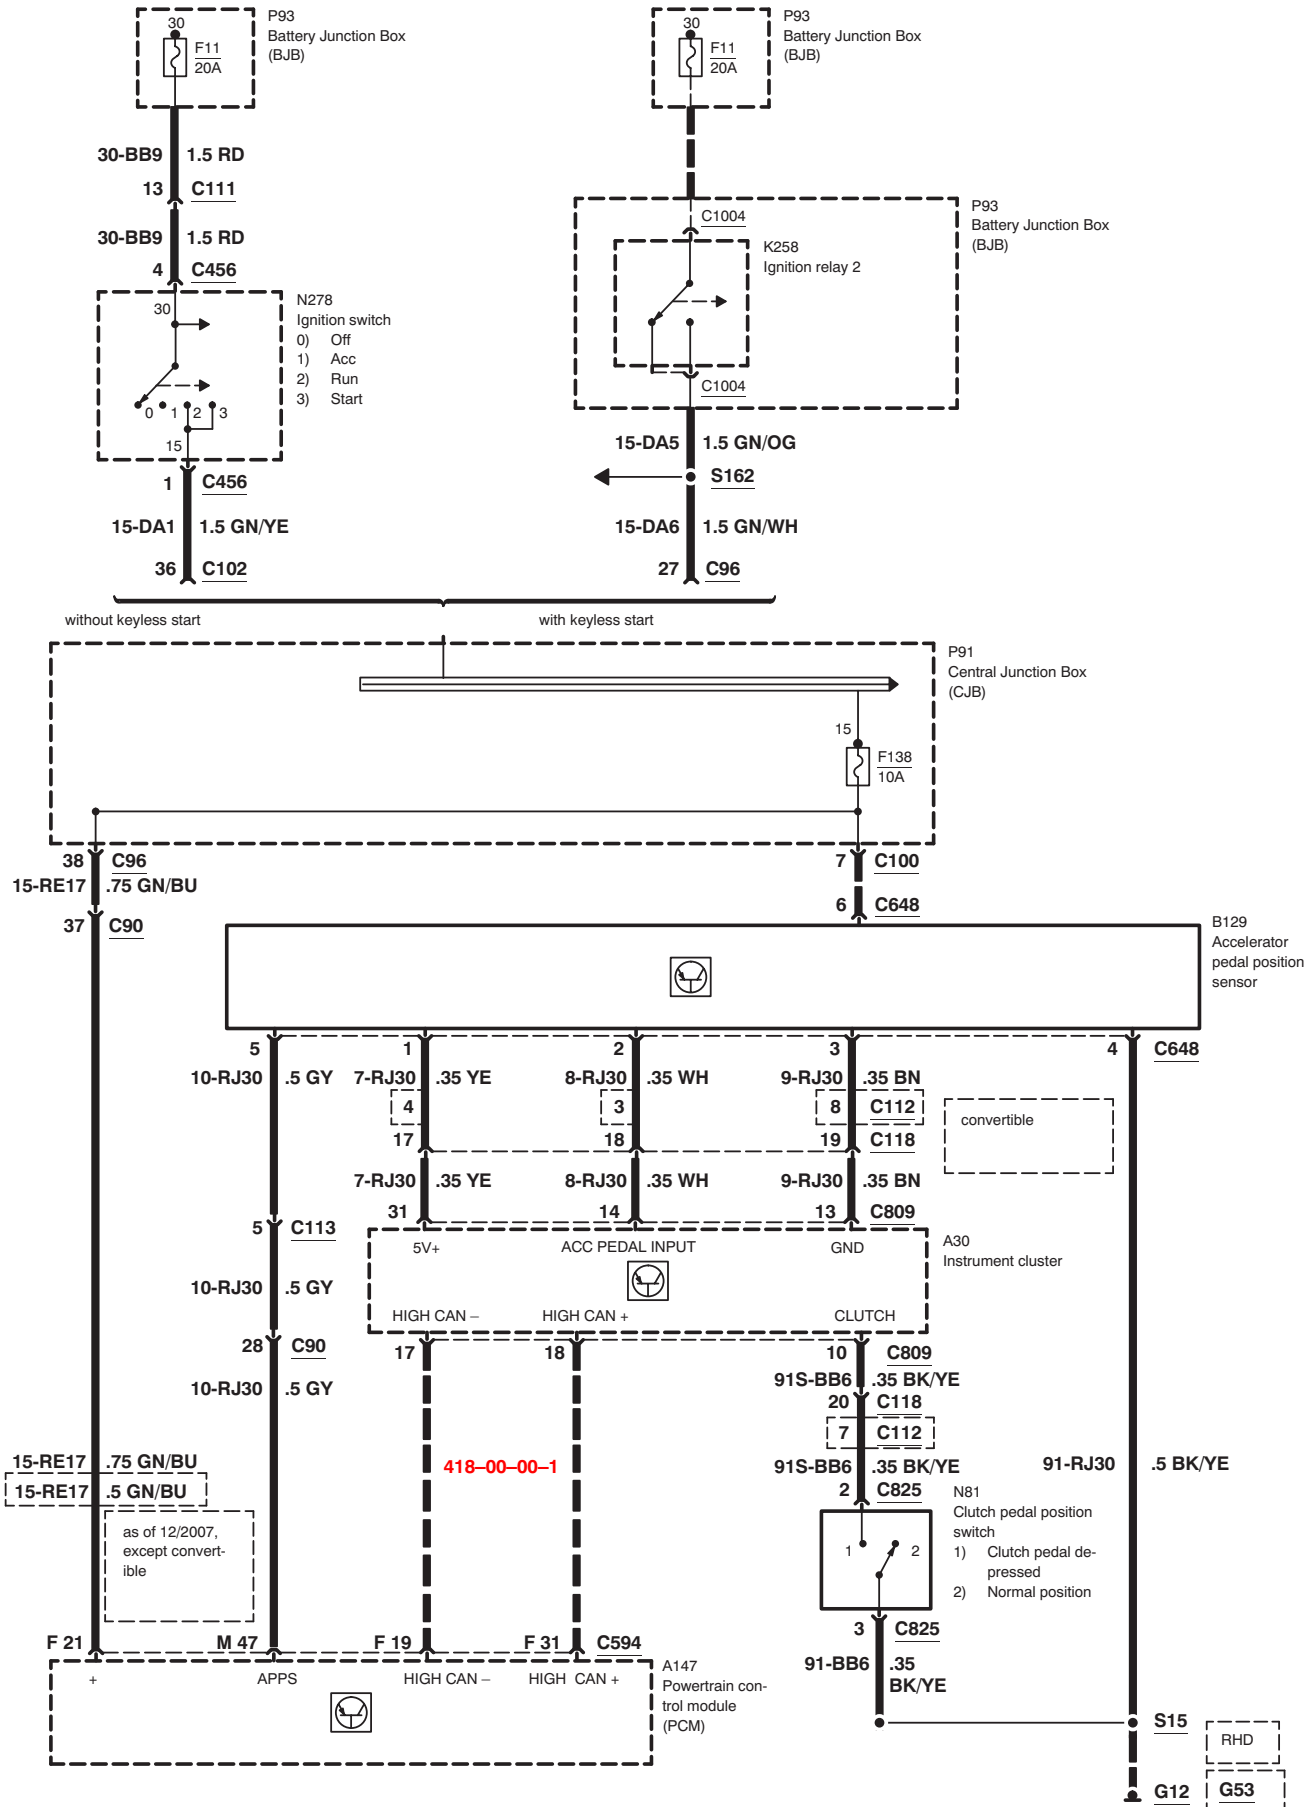 30
F11
20A
P93
Battery Junction Box
(BJB)
30
F11
20A
P93
Battery Junction Box
(BJB)
30-BB9 1.5 RD
13 C111
30-BB9 1.5 RD
4 C456
C1004
P93
Battery Junction Box
(BJB)
K258
Ignition relay 2
30
N278
Ignition switch
0) Off
1) Acc
2) Run
3) Start
0 1 2 3
15
C1004
1 C456
15-DA1 1.5 GN/YE
36 C102
15-DA5 1.5 GN/OG
S162
15-DA6 1.5 GN/WH
27 C96
without keyless start
with keyless start
P91
Central Junction Box
(CJB)
15
F138
10A
38 C96
15-RE17 .75 GN/BU
37 C90
7 C100
6 C648
B129
Accelerator
pedal position
sensor
5 1 2 3 4 C648
10-RJ30 .5 GY 7-RJ30 .35 YE 8-RJ30 .35 WH 9-RJ30 .35 BN
4 3 8 C112
convertible
17 18 19 C118
7-RJ30 .35 YE 8-RJ30 .35 WH 9-RJ30 .35 BN
31 14 13 C809
5 C113
5V+ ACC PEDAL INPUT GND
A30
Instrument cluster
10-RJ30 .5 GY
HIGH CAN – HIGH CAN + CLUTCH
28 C90
17 18 10 C809
10-RJ30 .5 GY
91S-BB6 .35 BK/YE
20 C118
7 C112
15-RE17 .75 GN/BU
418–00–00–1
91S-BB6 .35 BK/YE
91-RJ30 .5 BK/YE
15-RE17 .5 GN/BU
2 C825
N81
Clutch pedal position
switch
1) Clutch pedal de-
pressed
2) Normal position
1 2
as of 12/2007,
except convert-
ible
3 C825
F 21 M 47 F 19 F 31 C594
91-BB6 .35
BK/YE
+ APPS HIGH CAN – HIGH CAN +
A147
Powertrain con-
trol module
(PCM)
S15
RHD
G12 G53